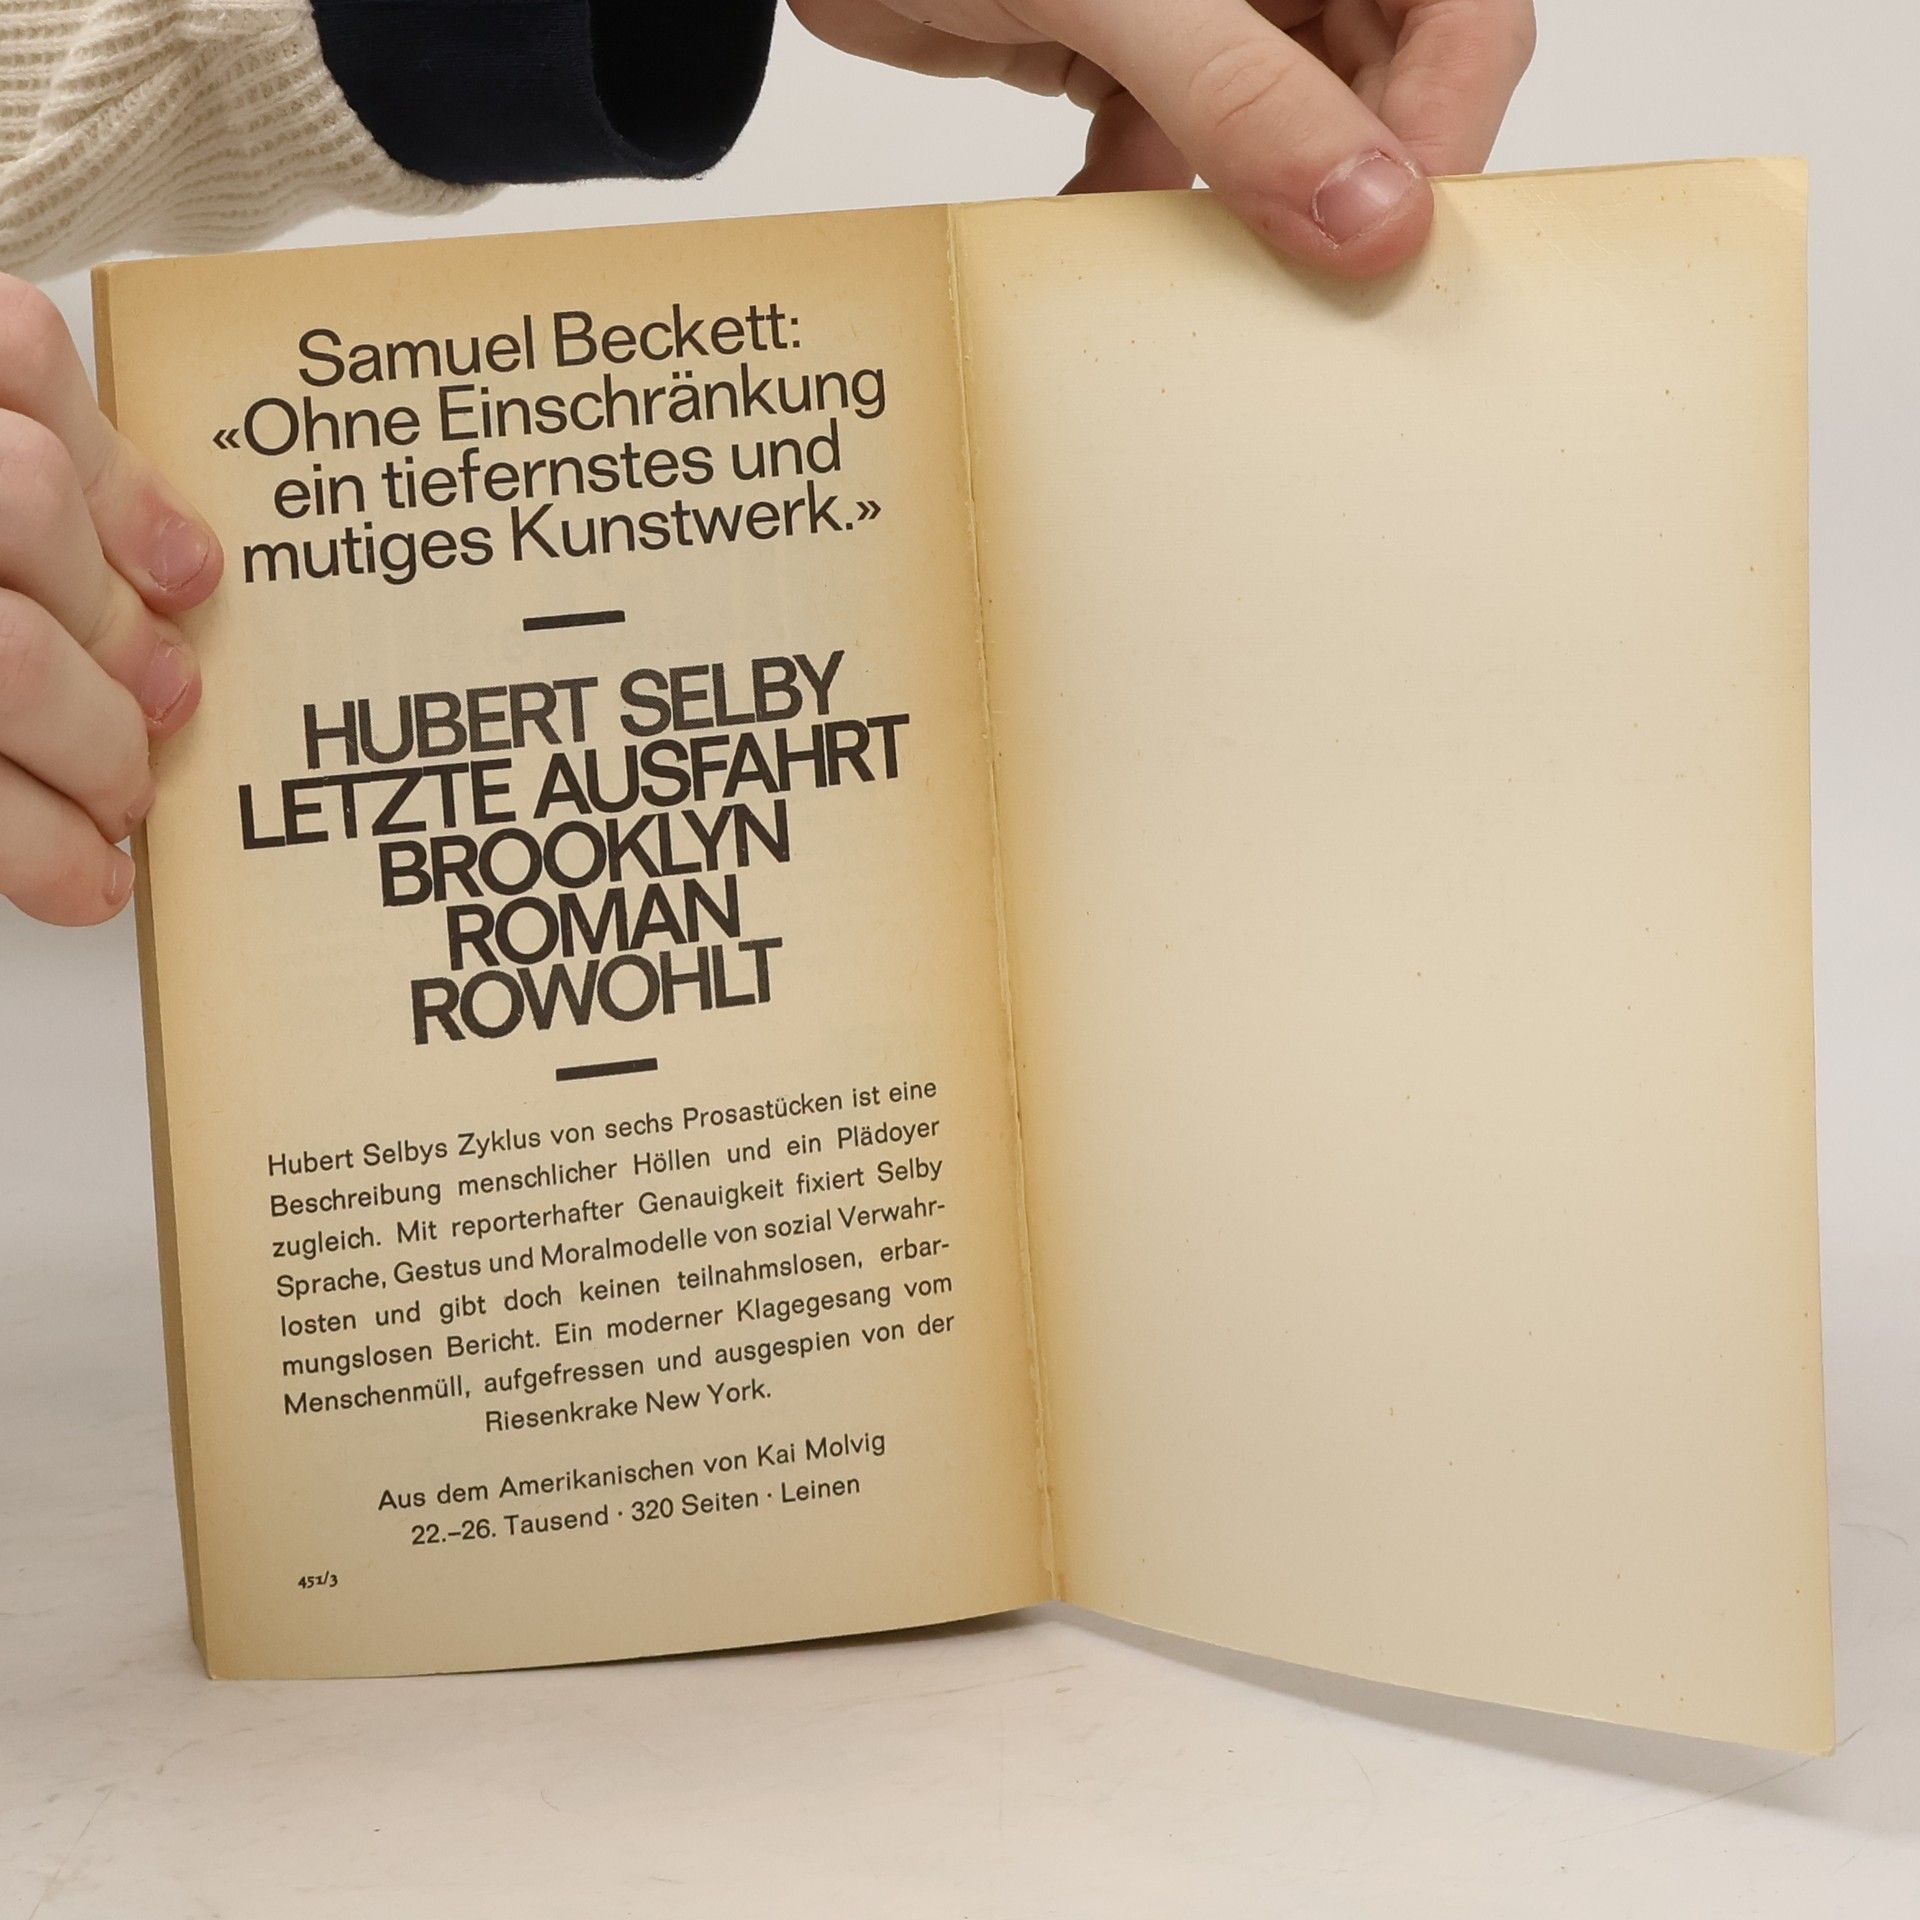 Samuel Beckett:
«Ohne Einschränkung
ein tiefernstes und
mutiges Kunstwerk.»
HUBERT SELBY
LETZTE AUSFAHRT
BROOKLYN
ROMAN
ROWOHLT
Hubert Selbys Zyklus von sechs Prosastücken ist eine
Beschreibung menschlicher Höllen und ein Plädoyer
zugleich. Mit reporterhafter Genauigkeit fixiert Selby
Sprache, Gestus und Moralmodelle von sozial Verwahr-
losten und gibt doch keinen teilnahmslosen, erbar-
mungslosen Bericht. Ein moderner Klagegesang vom
Menschenmüll, aufgefressen und ausgespien von der
Riesenkrake New York.
Aus dem Amerikanischen von Kai Molvig
22.–26. Tausend · 320 Seiten · Leinen
451/3